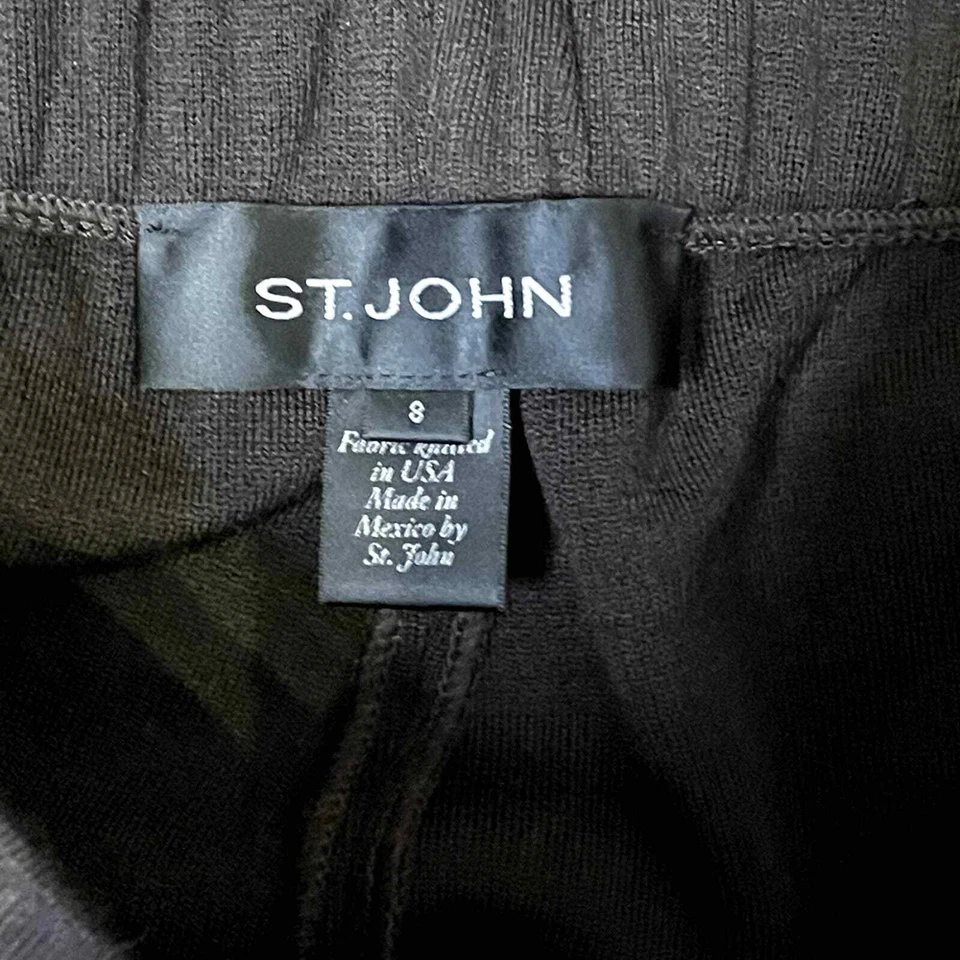 ST. JOHN
8
Fabric knitted
in USA
Made in
Mexico by
St. John